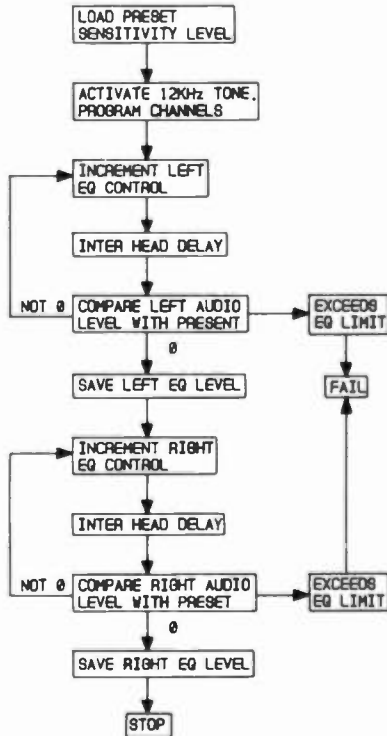 LOAD PRESET
SENSITIVITY LEVEL
ACTIVATE 12KHz TONE.
PROGRAM CHANNELS
INCREMENT LEFT
EQ CONTROL
INTER HEAD DELAY
NOT 0
COMPARE LEFT AUDIO
LEVEL WITH PRESENT
EXCEEDS
EQ LIMIT
0
SAVE LEFT EQ LEVEL
FAIL
INCREMENT RIGHT
EQ CONTROL
INTER HEAD DELAY
NOT 0
COMPARE RIGHT AUDIO
LEVEL WITH PRESET
EXCEEDS
EQ LIMIT
0
SAVE RIGHT EQ LEVEL
STOP